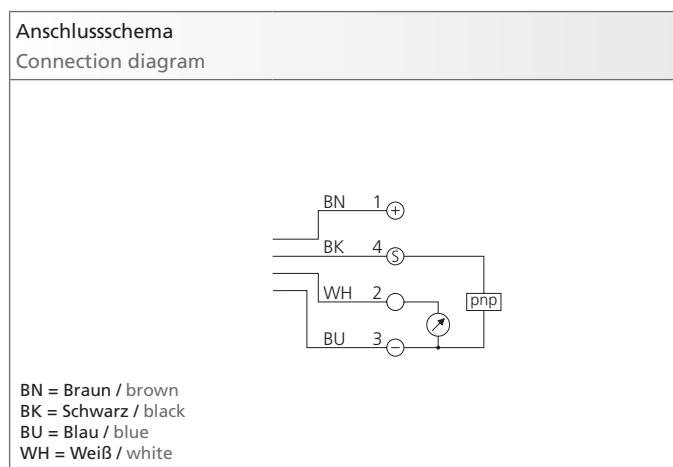 Anschlussschema
Connection diagram
BN 1 +
BK 4 S
WH 2
pnp
BU 3 −
BN = Braun / brown
BK = Schwarz / black
BU = Blau / blue
WH = Weiß / white